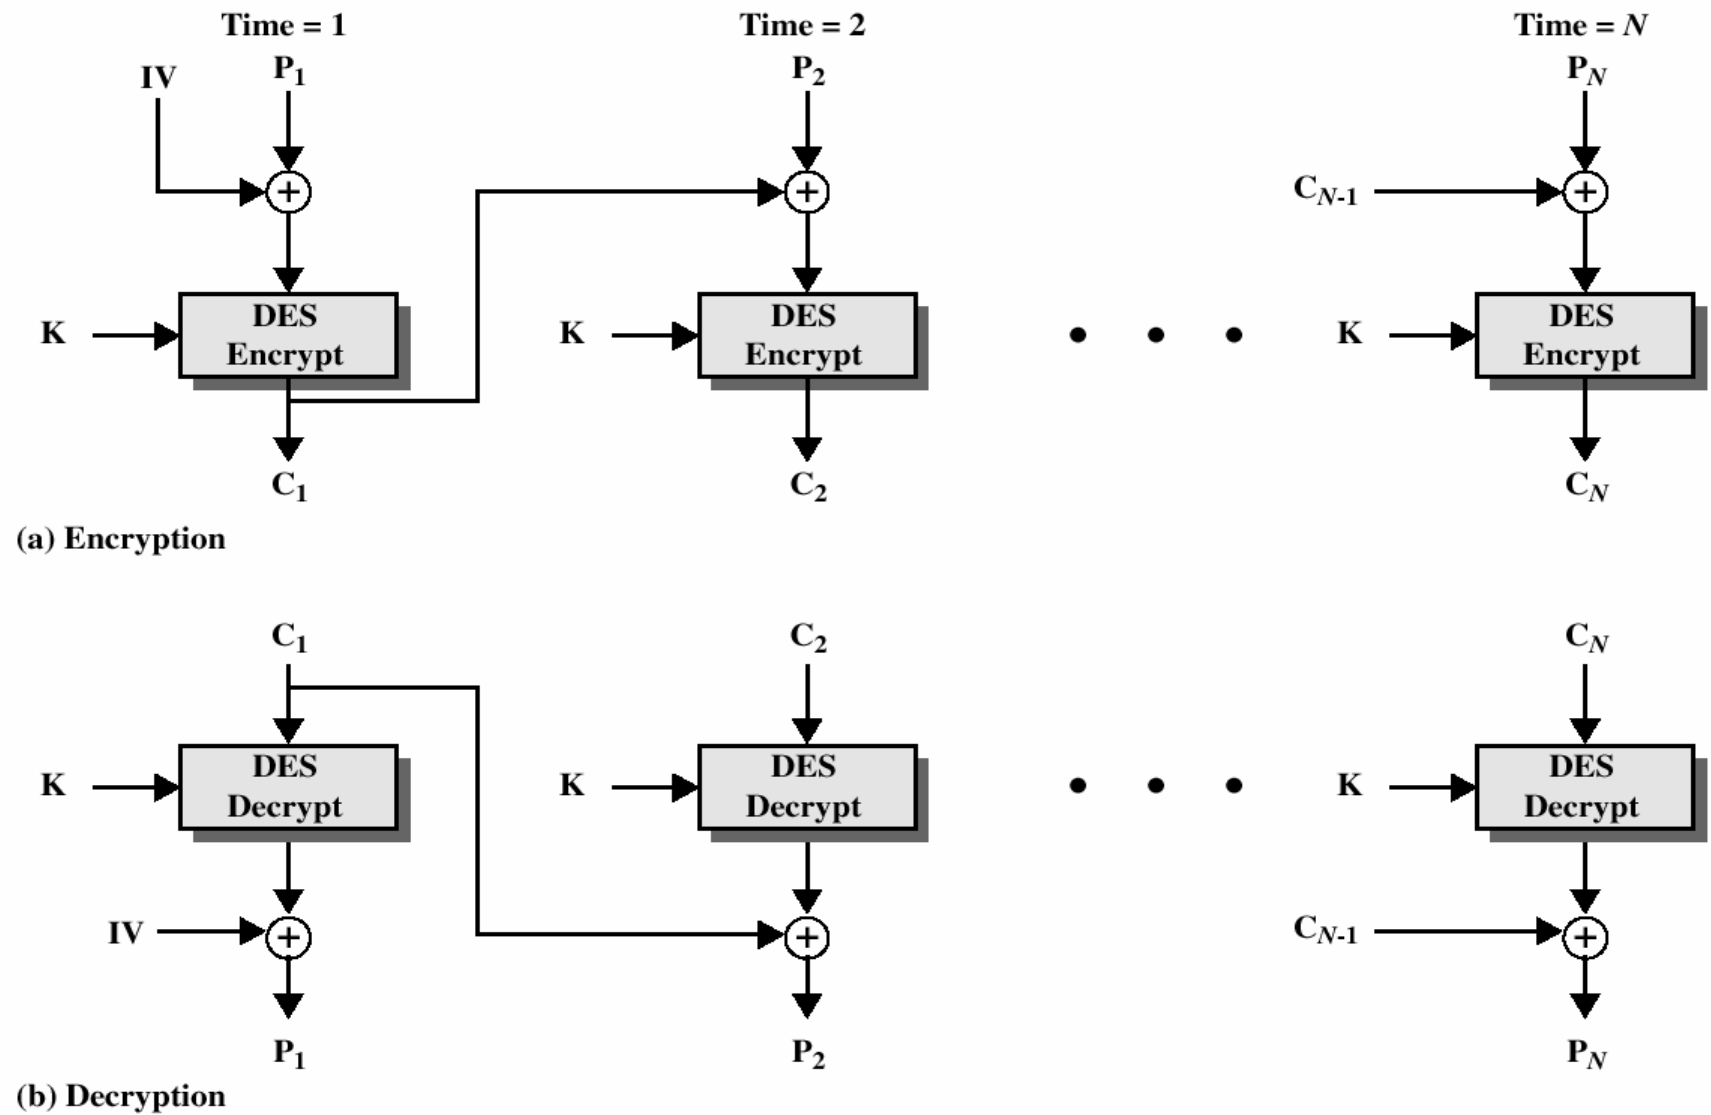 Time = 1 Time = 2 Time = N
IV P1 P2 PN
+ + CN-1 +
K DES Encrypt K DES Encrypt • • • K DES Encrypt
C1 C2 CN
(a) Encryption
C1 C2 CN
K DES Decrypt K DES Decrypt • • • K DES Decrypt
IV + + CN-1 +
P1 P2 PN
(b) Decryption